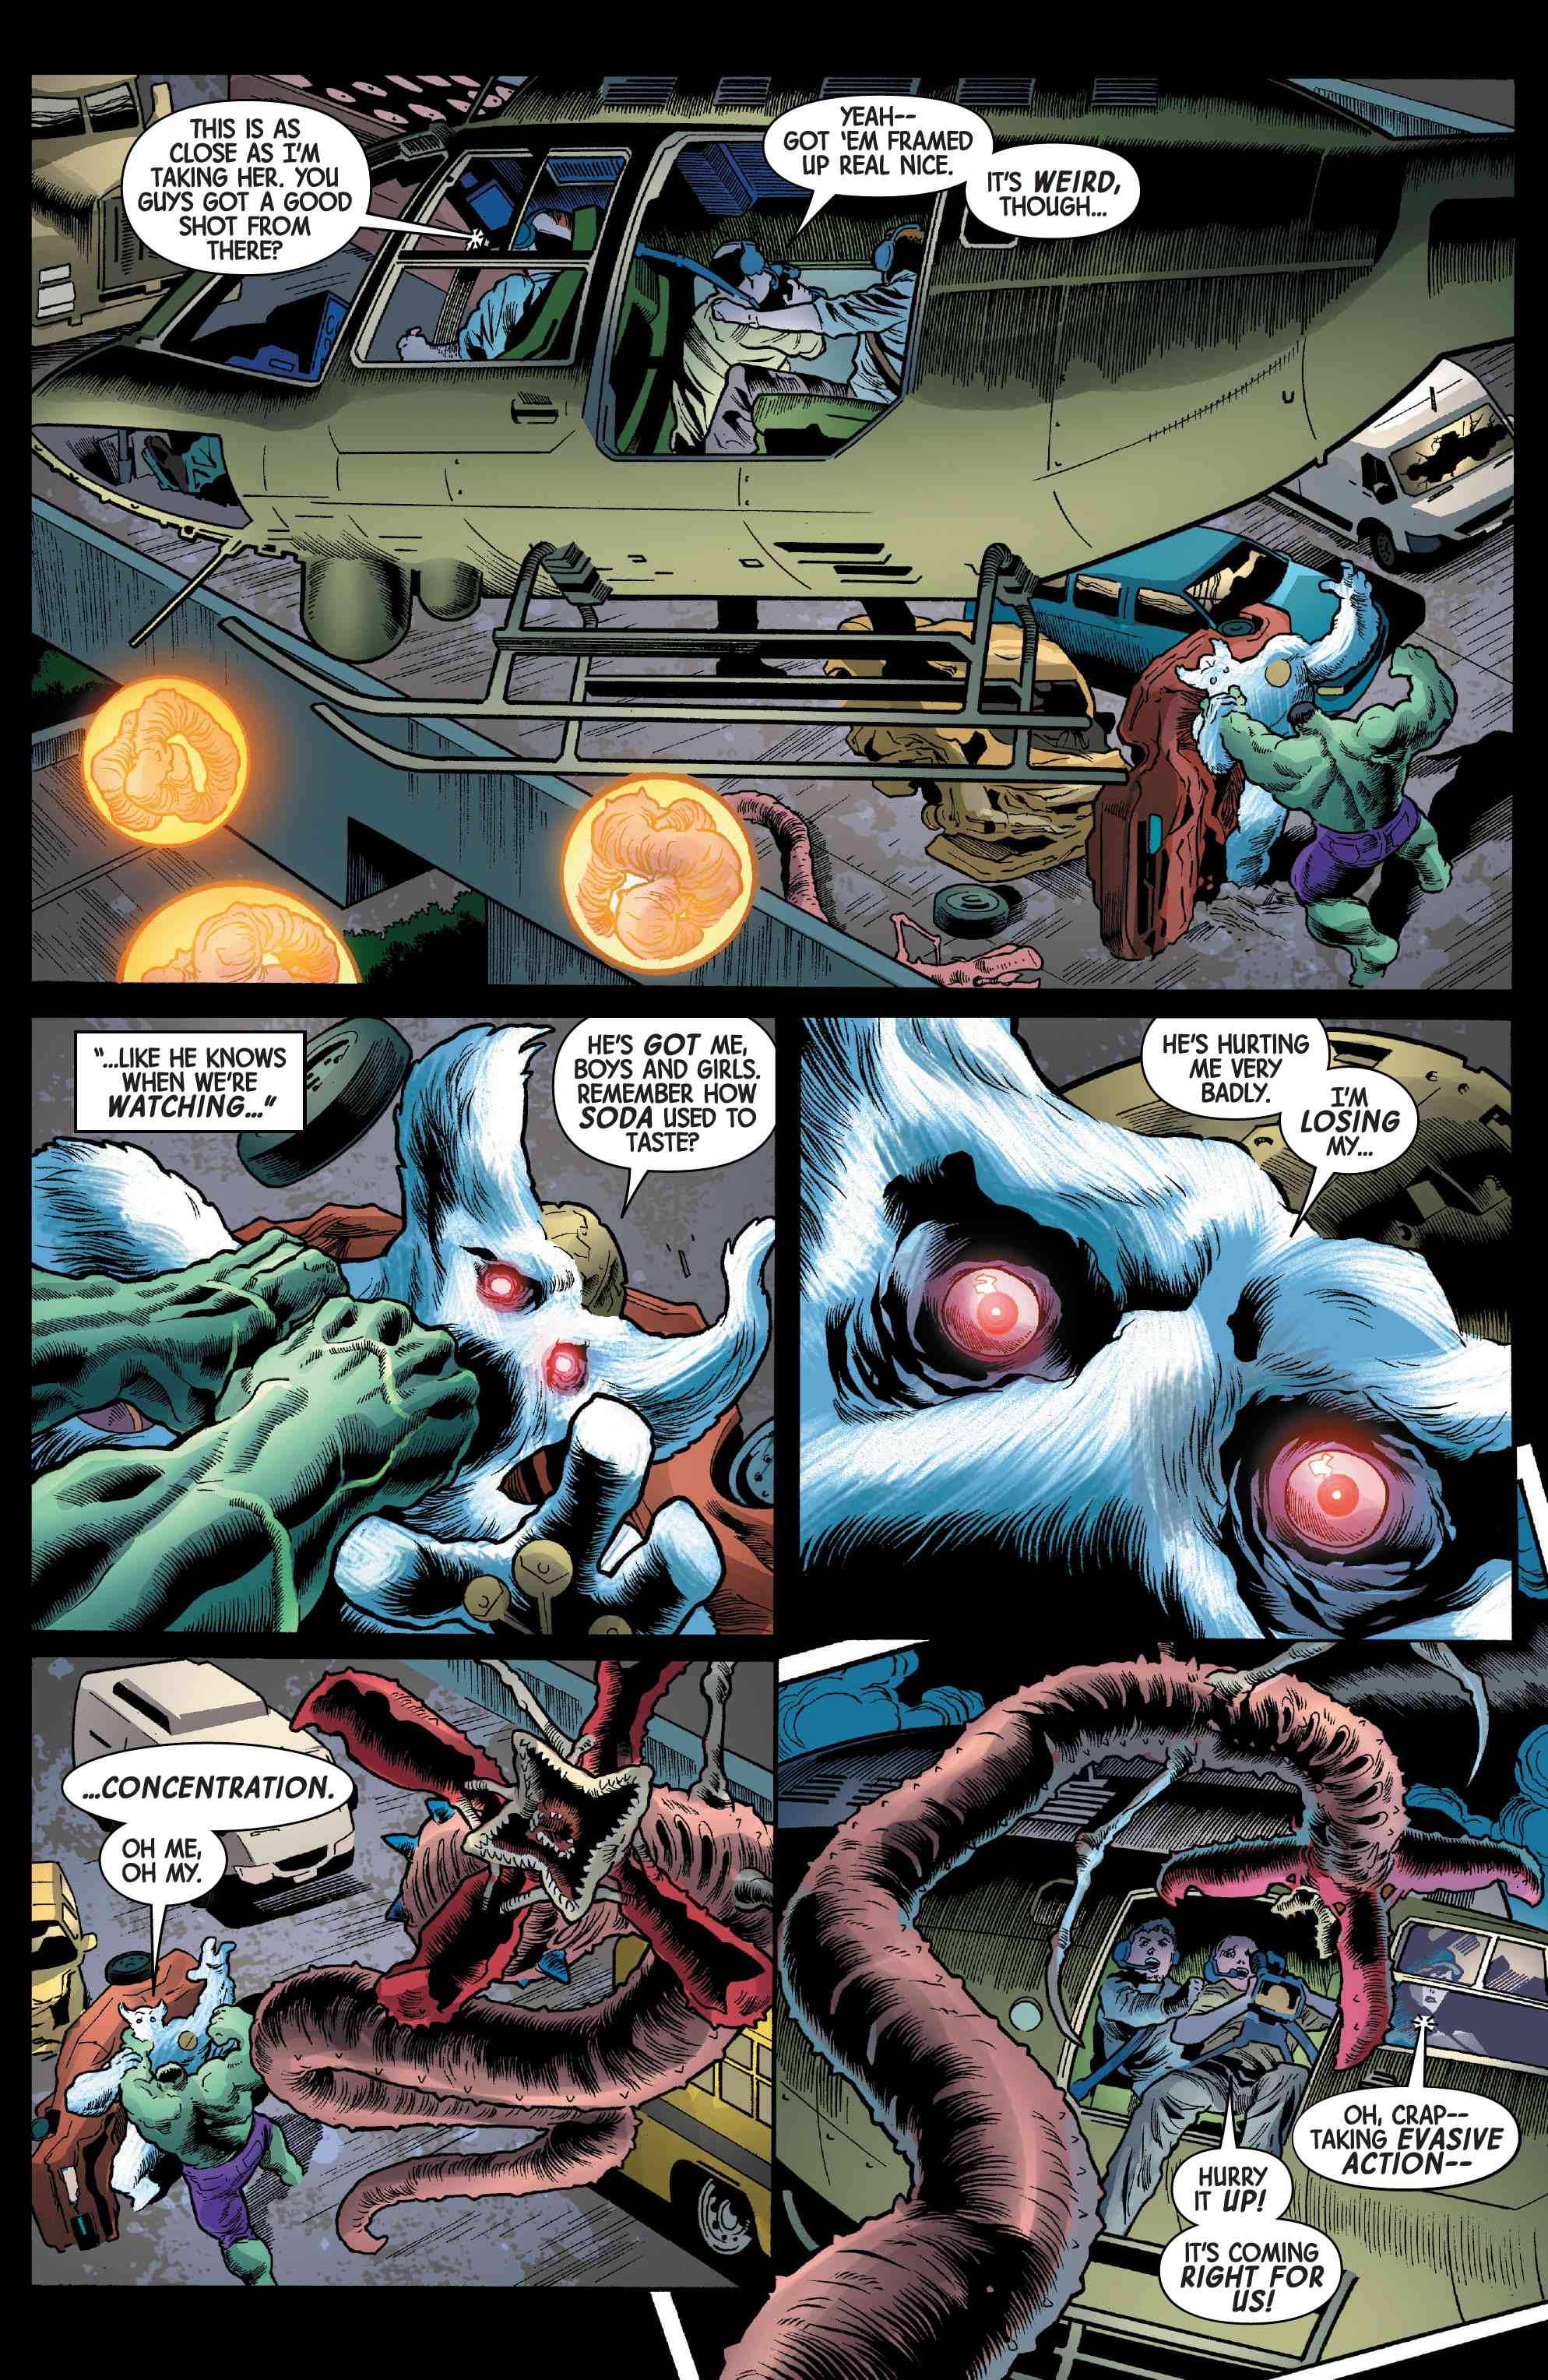 THIS IS AS
CLOSE AS I'M
TAKING HER. YOU
GUYS GOT A GOOD
SHOT FROM
THERE?
YEAH--
GOT 'EM FRAMED
UP REAL NICE.
IT'S WEIRD,
THOUGH...
"...LIKE HE KNOWS
WHEN WE'RE
WATCHING..."
HE'S GOT ME,
BOYS AND GIRLS.
REMEMBER HOW
SODA USED TO
TASTE?
HE'S HURTING
ME VERY
BADLY.
I'M
LOSING
MY...
...CONCENTRATION.
OH ME,
OH MY.
HURRY
IT UP!
IT'S COMING
RIGHT FOR
US!
OH, CRAP--
TAKING EVASIVE
ACTION--